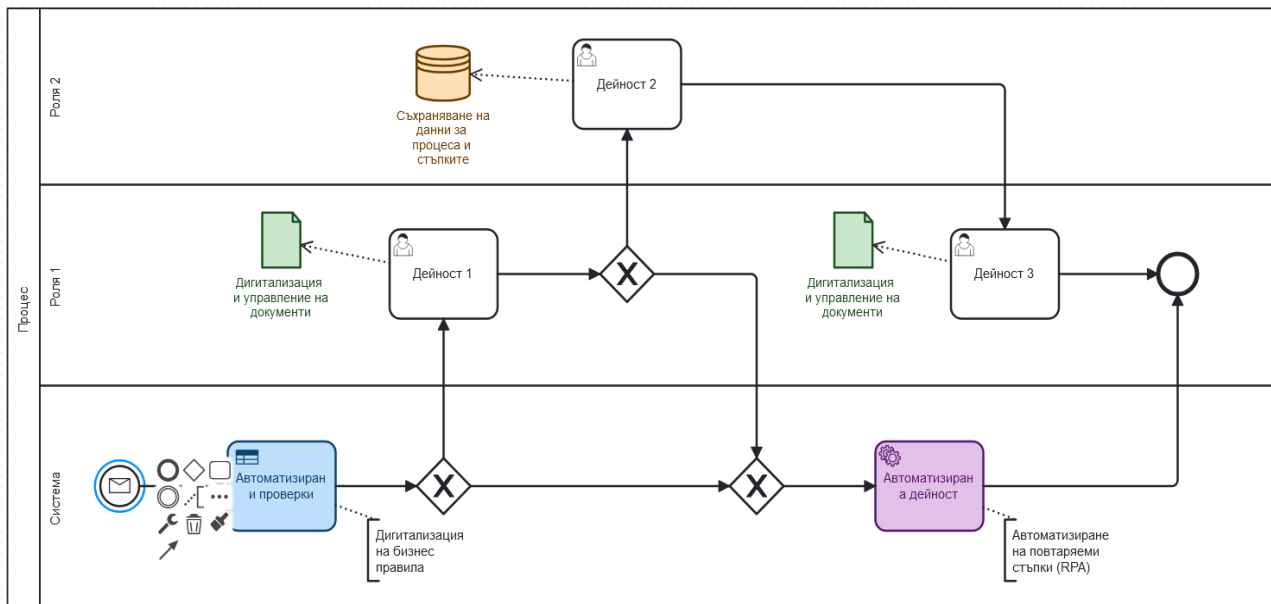 Процес
Роля 2
Съхраняване на
данни за
процеса и
стъпките
Дейност 2
Роля 1
Дигитализация
и управление на
документи
Дейност 1
X
Дигитализация
и управление на
документи
Дейност 3
Система
Автоматизиран
и проверки
X
X
Автоматизиран
а дейност
Дигитализация
на бизнес
правила
Автоматизиране
на повтаряеми
стъпки (RPA)